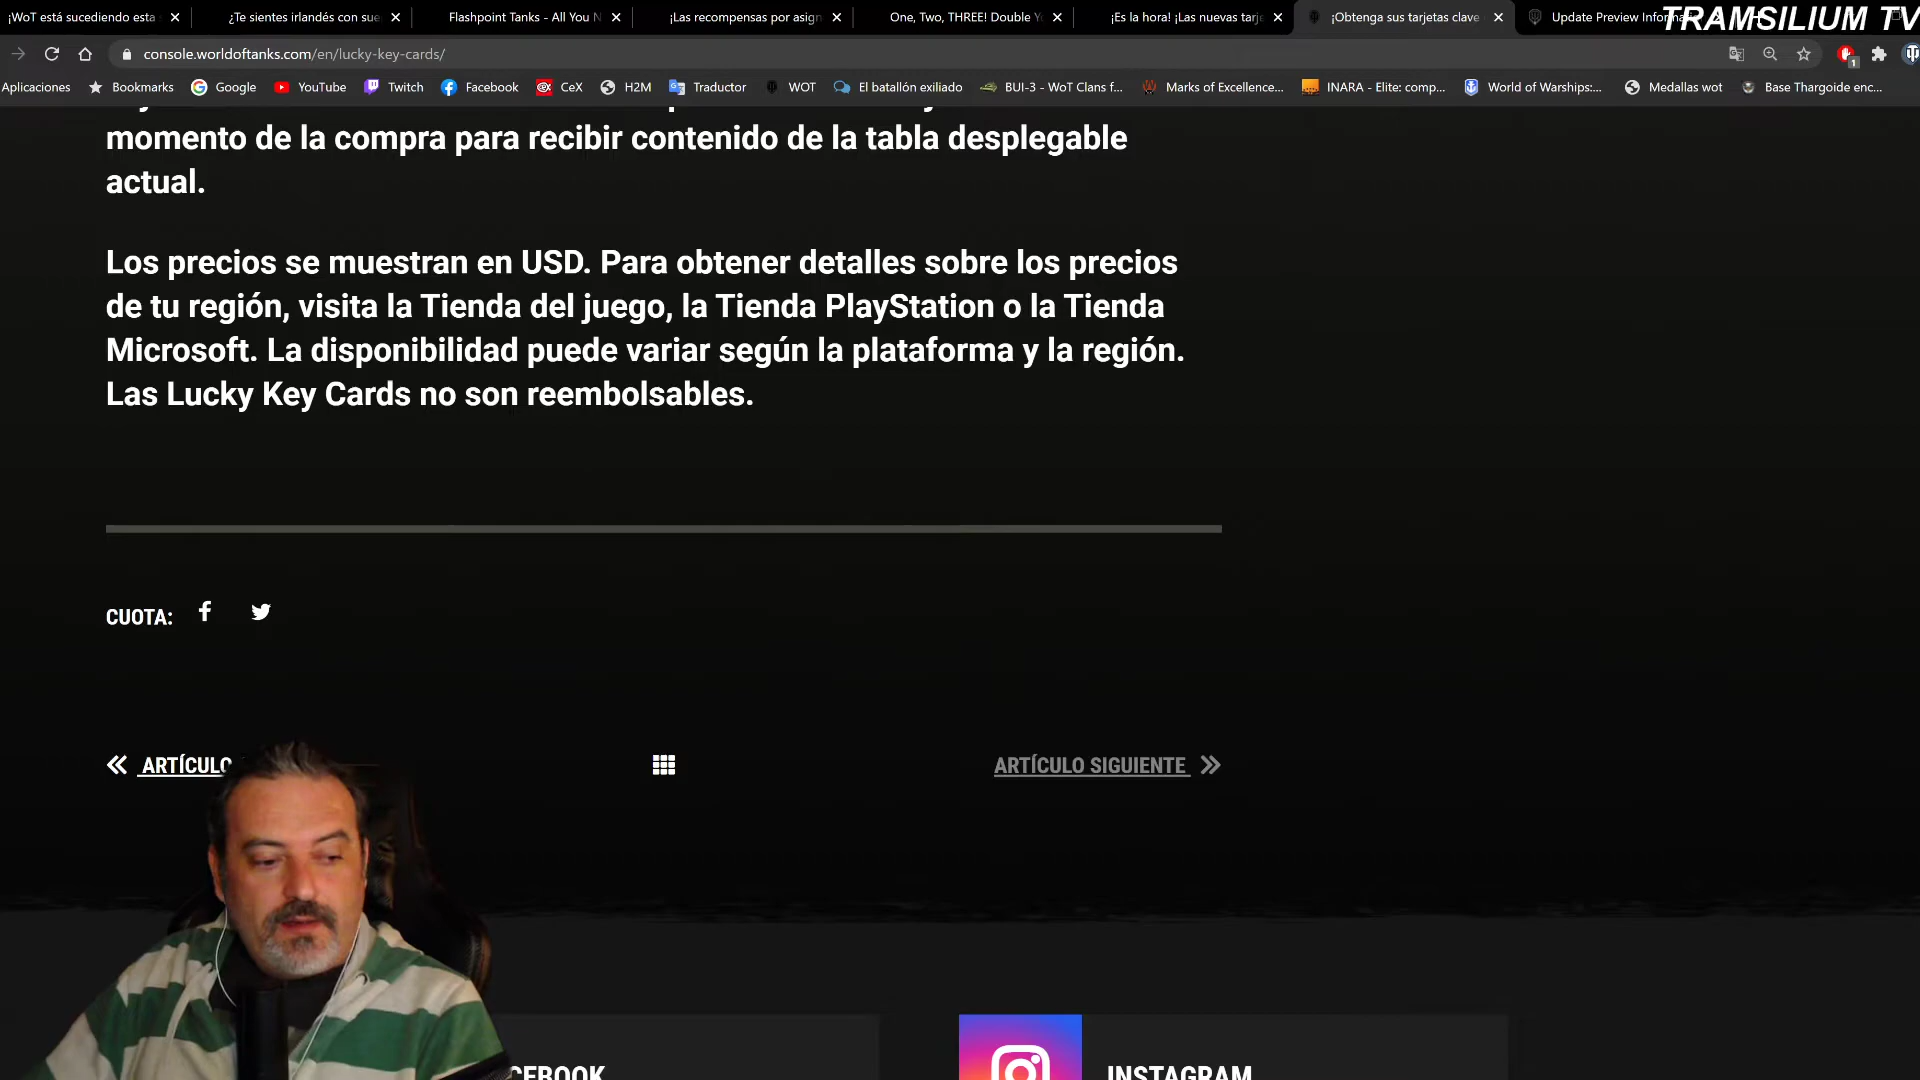 ¡WoT está sucediendo esta
¿Te sientes irlandés con sue
Flashpoint Tanks - All You N
¡Las recompensas por asign
One, Two, THREE! Double Y
¡Es la hora! ¡Las nuevas tarje
¡Obtenga sus tarjetas clave
Update Preview
TRAMSILIUM TV
console.worldoftanks.com/en/lucky-key-cards/
1
Aplicaciones
Bookmarks
Google
YouTube
Twitch
Facebook
CeX
H2M
Traductor
WOT
El batallón exiliado
BUI-3 - WoT Clans f...
Marks of Excellence...
INARA - Elite: comp...
World of Warships:...
Medallas wot
Base Thargoide enc...
momento de la compra para recibir contenido de la tabla desplegable
actual.
Los precios se muestran en USD. Para obtener detalles sobre los precios
de tu región, visita la Tienda del juego, la Tienda PlayStation o la Tienda
Microsoft. La disponibilidad puede variar según la plataforma y la región.
Las Lucky Key Cards no son reembolsables.
CUOTA:
ARTÍCULO
ARTÍCULO SIGUIENTE
CEBOOK
INSTAGRAM